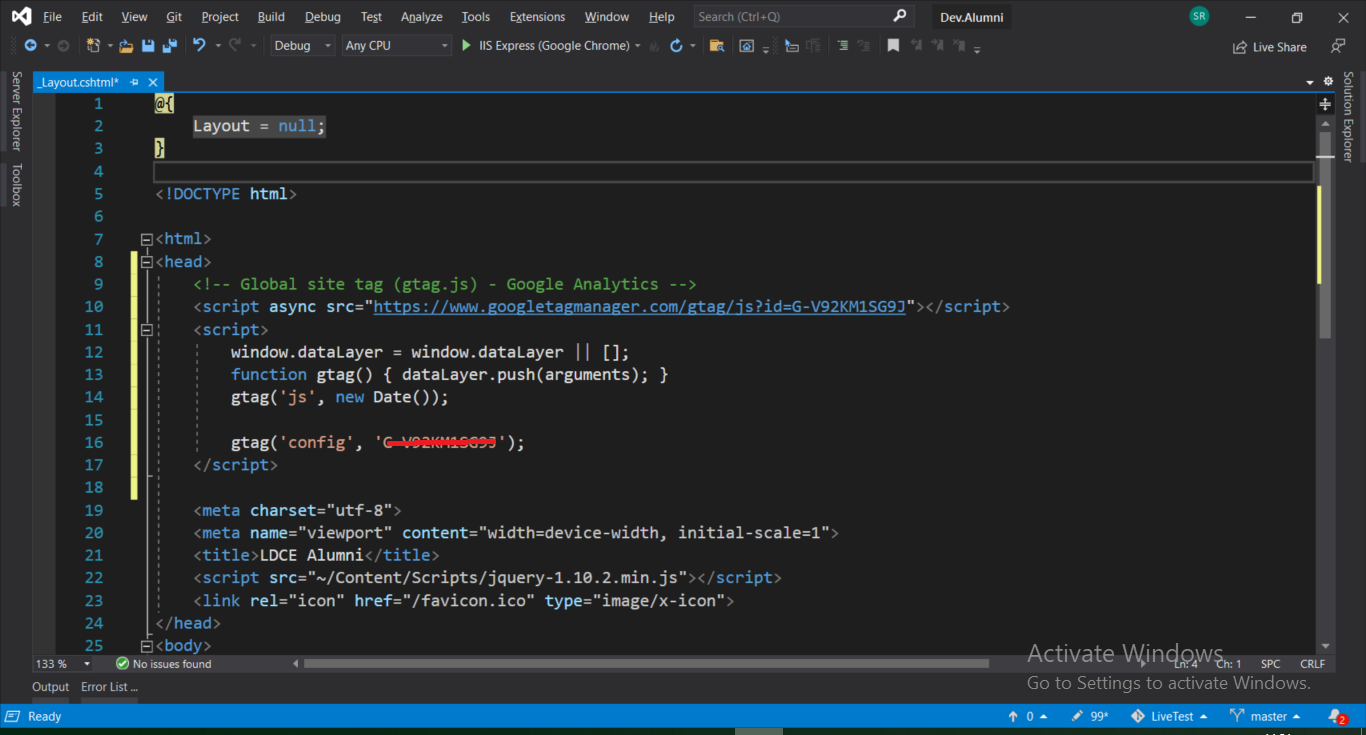 File Edit View Git Project Build Debug Test Analyze Tools Extensions Window Help Search (Ctrl+Q) Dev.Alumni SR
Debug Any CPU IIS Express (Google Chrome) Live Share
Server Explorer
Toolbox
Solution Explorer
_Layout.cshtml*
1 @{
2 Layout = null;
3 }
4
5 <!DOCTYPE html>
6
7 <html>
8 <head>
9 <!-- Global site tag (gtag.js) - Google Analytics -->
10 <script async src="https://www.googletagmanager.com/gtag/js?id=G-V92KM1SG9J"></script>
11 <script>
12 window.dataLayer = window.dataLayer || [];
13 function gtag() { dataLayer.push(arguments); }
14 gtag('js', new Date());
15
16 gtag('config', 'G-V92KM1SG9J');
17 </script>
18
19 <meta charset="utf-8">
20 <meta name="viewport" content="width=device-width, initial-scale=1">
21 <title>LDCE Alumni</title>
22 <script src="~/Content/Scripts/jquery-1.10.2.min.js"></script>
23 <link rel="icon" href="/favicon.ico" type="image/x-icon">
24 </head>
25 <body>
133 % No issues found Ln: 4 Ch: 1 SPC CRLF
Activate Windows
Go to Settings to activate Windows.
Output Error List ...
Ready 0 99* LiveTest master 2